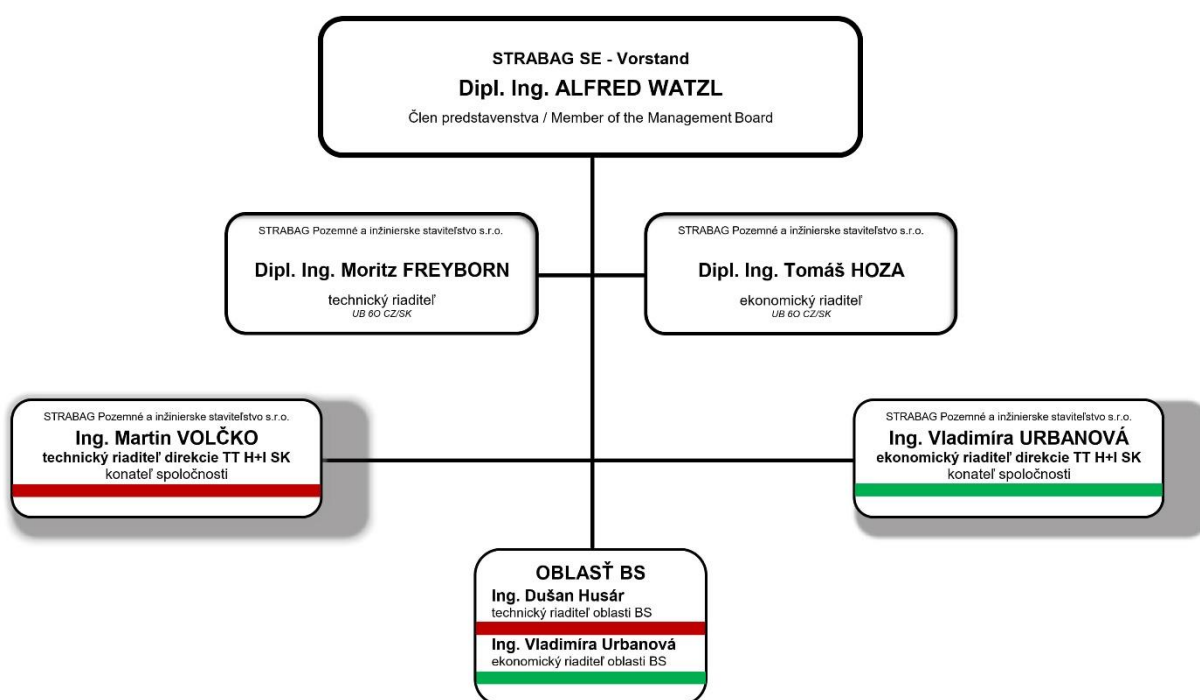 STRABAG SE - Vorstand
Dipl. Ing. ALFRED WATZL
Člen predstavenstva / Member of the Management Board
STRABAG Pozemné a inžinierske staviteľstvo s.r.o.
Dipl. Ing. Moritz FREYBORN
technický riaditeľ
UB 6O CZ/SK
STRABAG Pozemné a inžinierske staviteľstvo s.r.o.
Dipl. Ing. Tomáš HOZA
ekonomický riaditeľ
UB 6O CZ/SK
STRABAG Pozemné a inžinierske staviteľstvo s.r.o.
Ing. Martin VOLČKO
technický riaditeľ direkcie TT H+I SK
konateľ spoločnosti
STRABAG Pozemné a inžinierske staviteľstvo s.r.o.
Ing. Vladimíra URBANOVÁ
ekonomický riaditeľ direkcie TT H+I SK
konateľ spoločnosti
OBLASŤ BS
Ing. Dušan Husár
technický riaditeľ oblasti BS
Ing. Vladimíra Urbanová
ekonomický riaditeľ oblasti BS